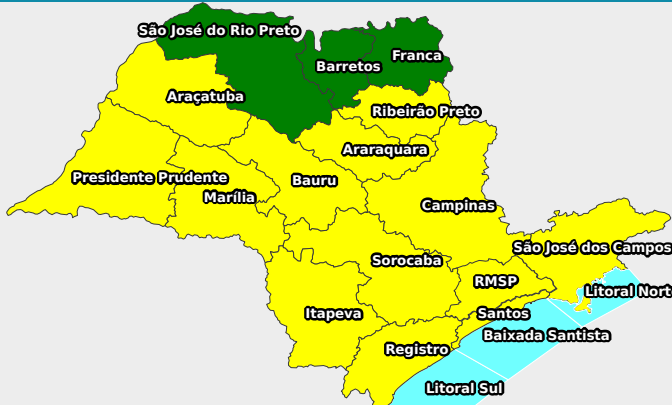 São José do Rio Preto
Franca
Barretos
Araçatuba
Ribeirão Preto
Araraquara
Presidente Prudente
Bauru
Marília
Campinas
São José dos Campos
Sorocaba
RMSP
Litoral Nort
Itapeva
Santos
Baixada Santista
Registro
Litoral Sul